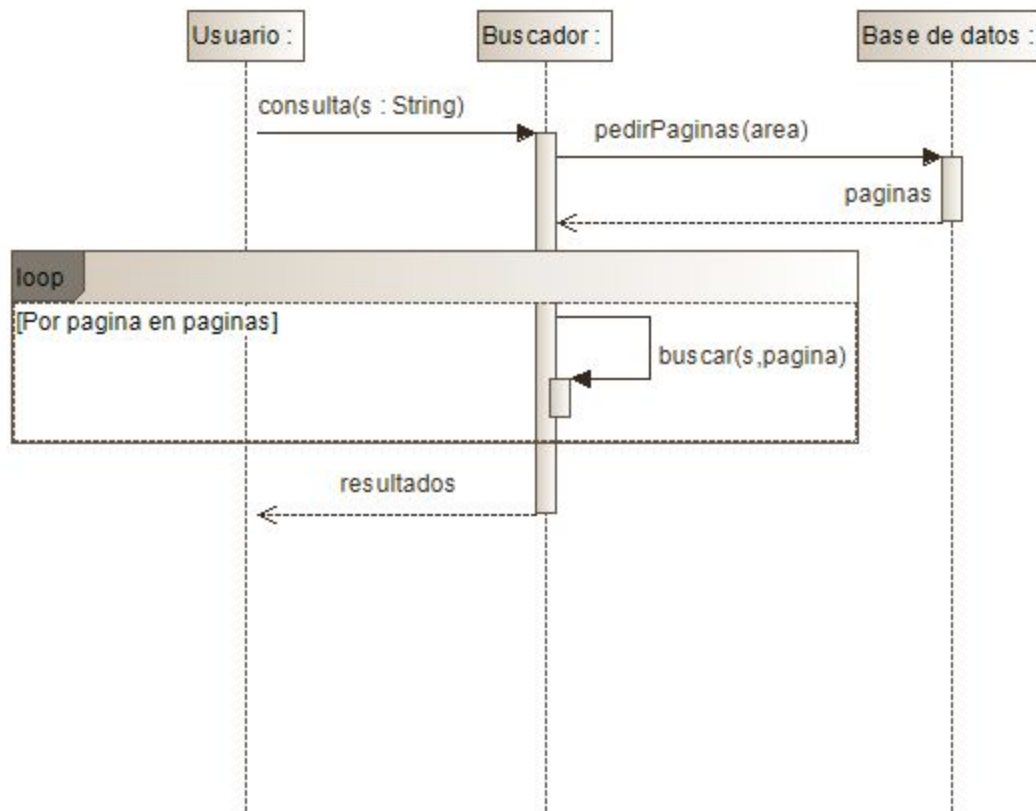 Usuario :
Buscador :
Base de datos :
consulta(s : String)
pedirPaginas(area)
paginas
loop
[Por pagina en paginas]
buscar(s,pagina)
resultados